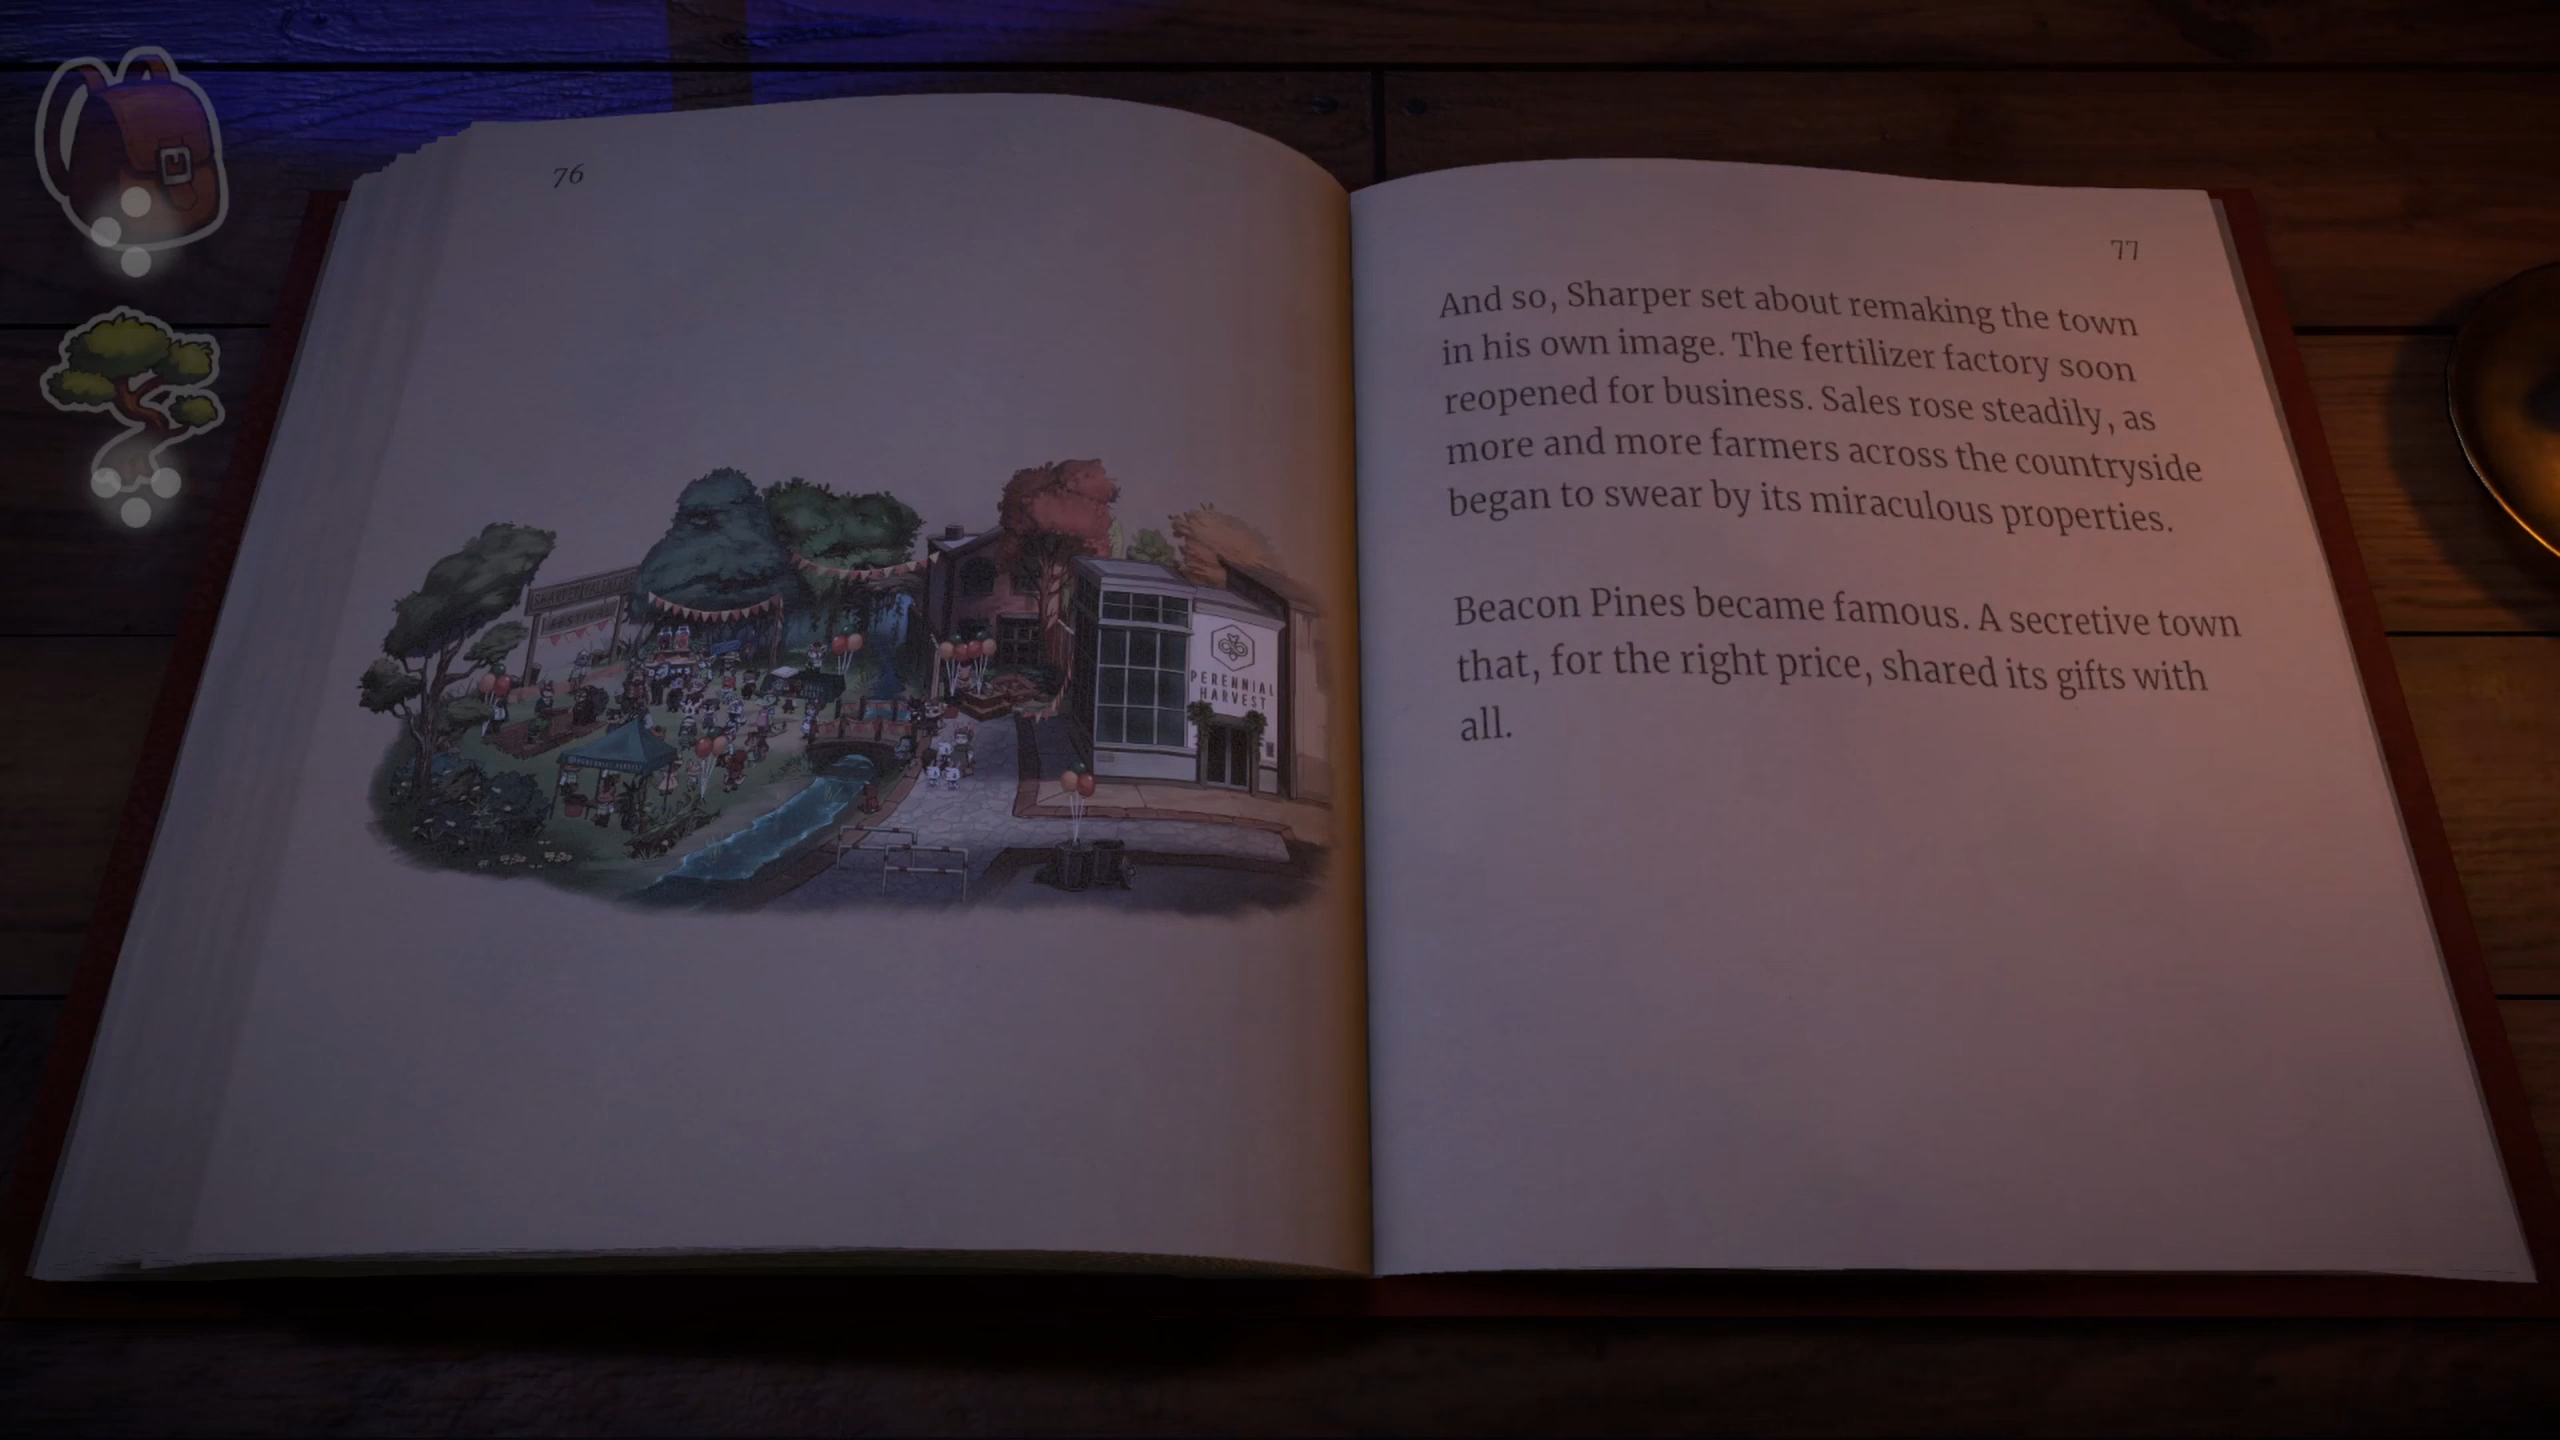 76
PERENNIAL
HARVEST
77
And so, Sharper set about remaking the town
in his own image. The fertilizer factory soon
reopened for business. Sales rose steadily, as
more and more farmers across the countryside
began to swear by its miraculous properties.
Beacon Pines became famous. A secretive town
that, for the right price, shared its gifts with
all.